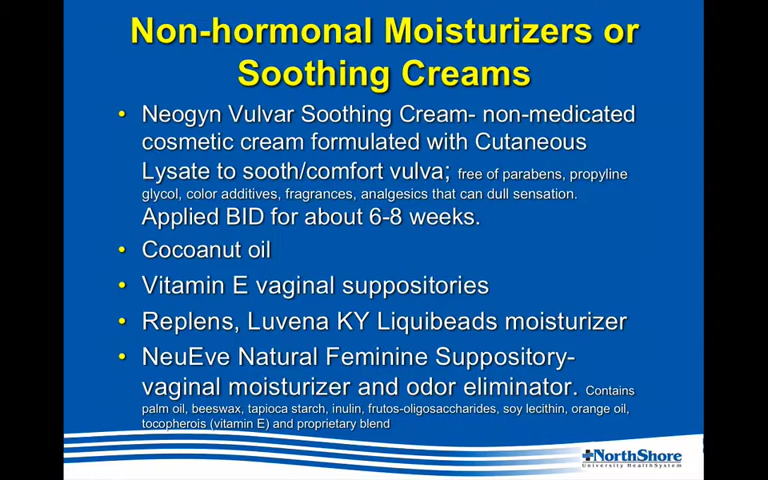 Non-hormonal Moisturizers or
Soothing Creams
• Neogyn Vulvar Soothing Cream- non-medicated
cosmetic cream formulated with Cutaneous
Lysate to sooth/comfort vulva; free of parabens, propyline
glycol, color additives, fragrances, analgesics that can dull sensation.
Applied BID for about 6-8 weeks.
• Cocoanut oil
• Vitamin E vaginal suppositories
• Replens, Luvena KY Liquibeads moisturizer
• NeuEve Natural Feminine Suppository-
vaginal moisturizer and odor eliminator. Contains
palm oil, beeswax, tapioca starch, inulin, frutos-oligosaccharides, soy lecithin, orange oil,
tocopherois (vitamin E) and proprietary blend
NorthShore
University HealthSystem